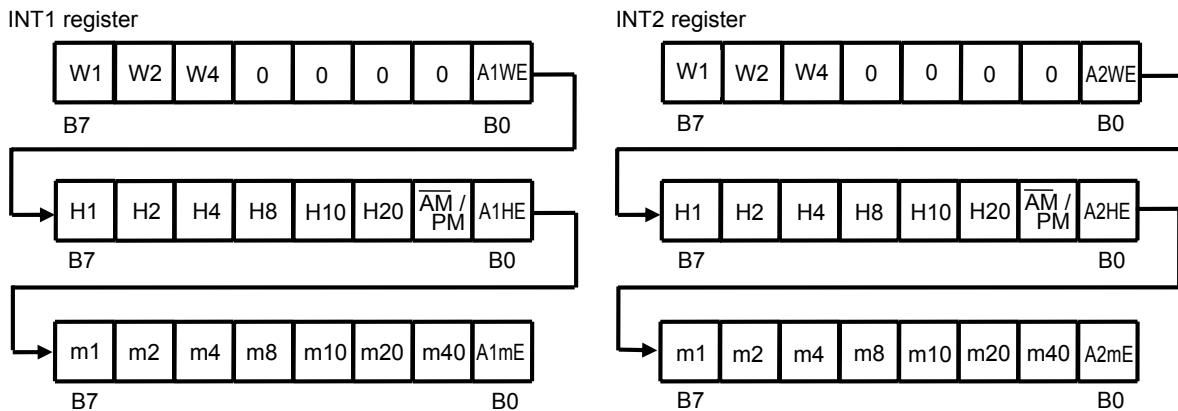 INT1 register
W1 W2 W4 0 0 0 0 A1WE
B7 B0
H1 H2 H4 H8 H10 H20 AM / PM A1HE
B7 B0
m1 m2 m4 m8 m10 m20 m40 A1mE
B7 B0
INT2 register
W1 W2 W4 0 0 0 0 A2WE
B7 B0
H1 H2 H4 H8 H10 H20 AM / PM A2HE
B7 B0
m1 m2 m4 m8 m10 m20 m40 A2mE
B7 B0